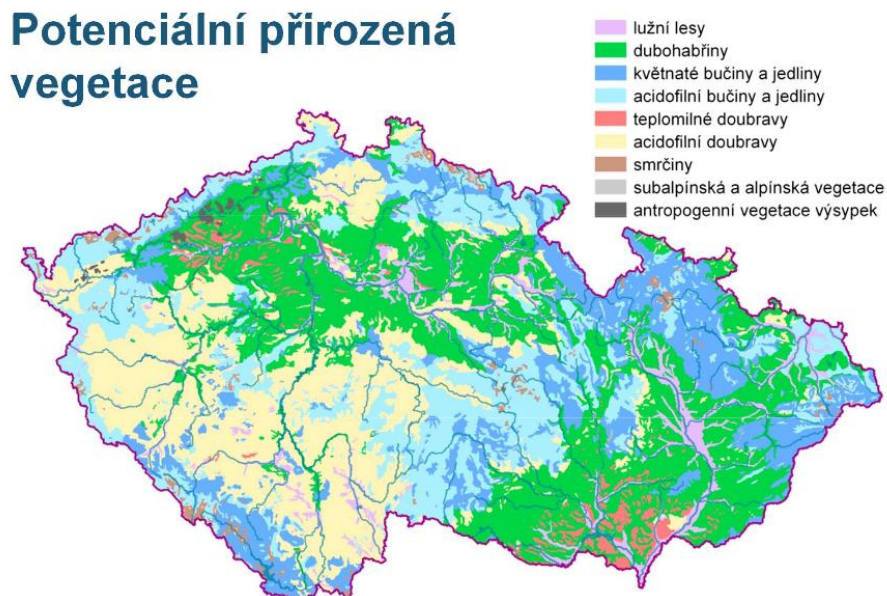 Potenciální přirozená
vegetace
lužní lesy
dubohabřiny
květnaté bučiny a jedliny
acidofilní bučiny a jedliny
teplomilné doubravy
acidofilní doubravy
smrčiny
subalpínská a alpínská vegetace
antropogenní vegetace výsypek